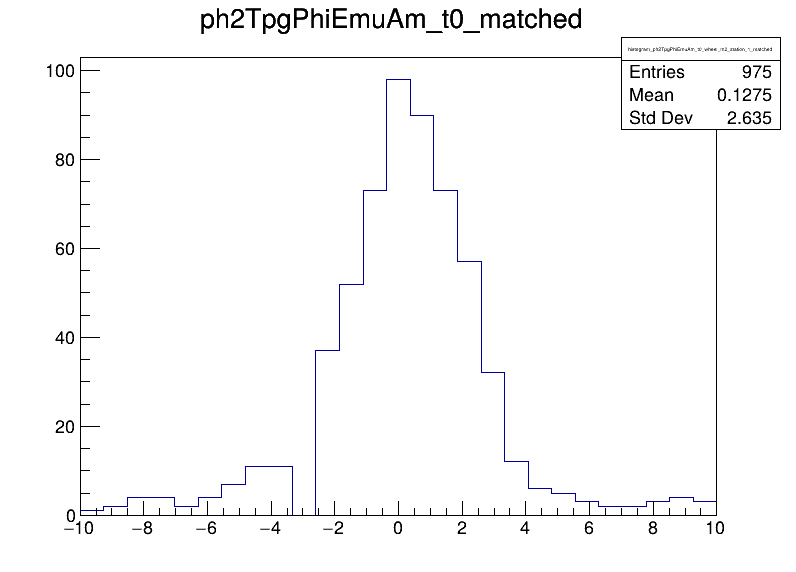 ph2TpgPhiEmuAm_t0_matched
histogram_ph2TpgPhiEmuAm_t0_wheel_m2_station_1_matched
Entries 975
Mean 0.1275
Std Dev 2.635
100
80
60
40
20
0
−10 −8 −6 −4 −2 0 2 4 6 8 10